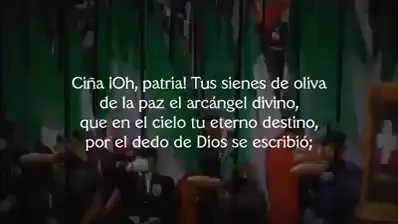 Ciña ¡Oh, patria! Tus sienes de oliva
de la paz el arcángel divino,
que en el cielo tu eterno destino,
por el dedo de Dios se escribió;